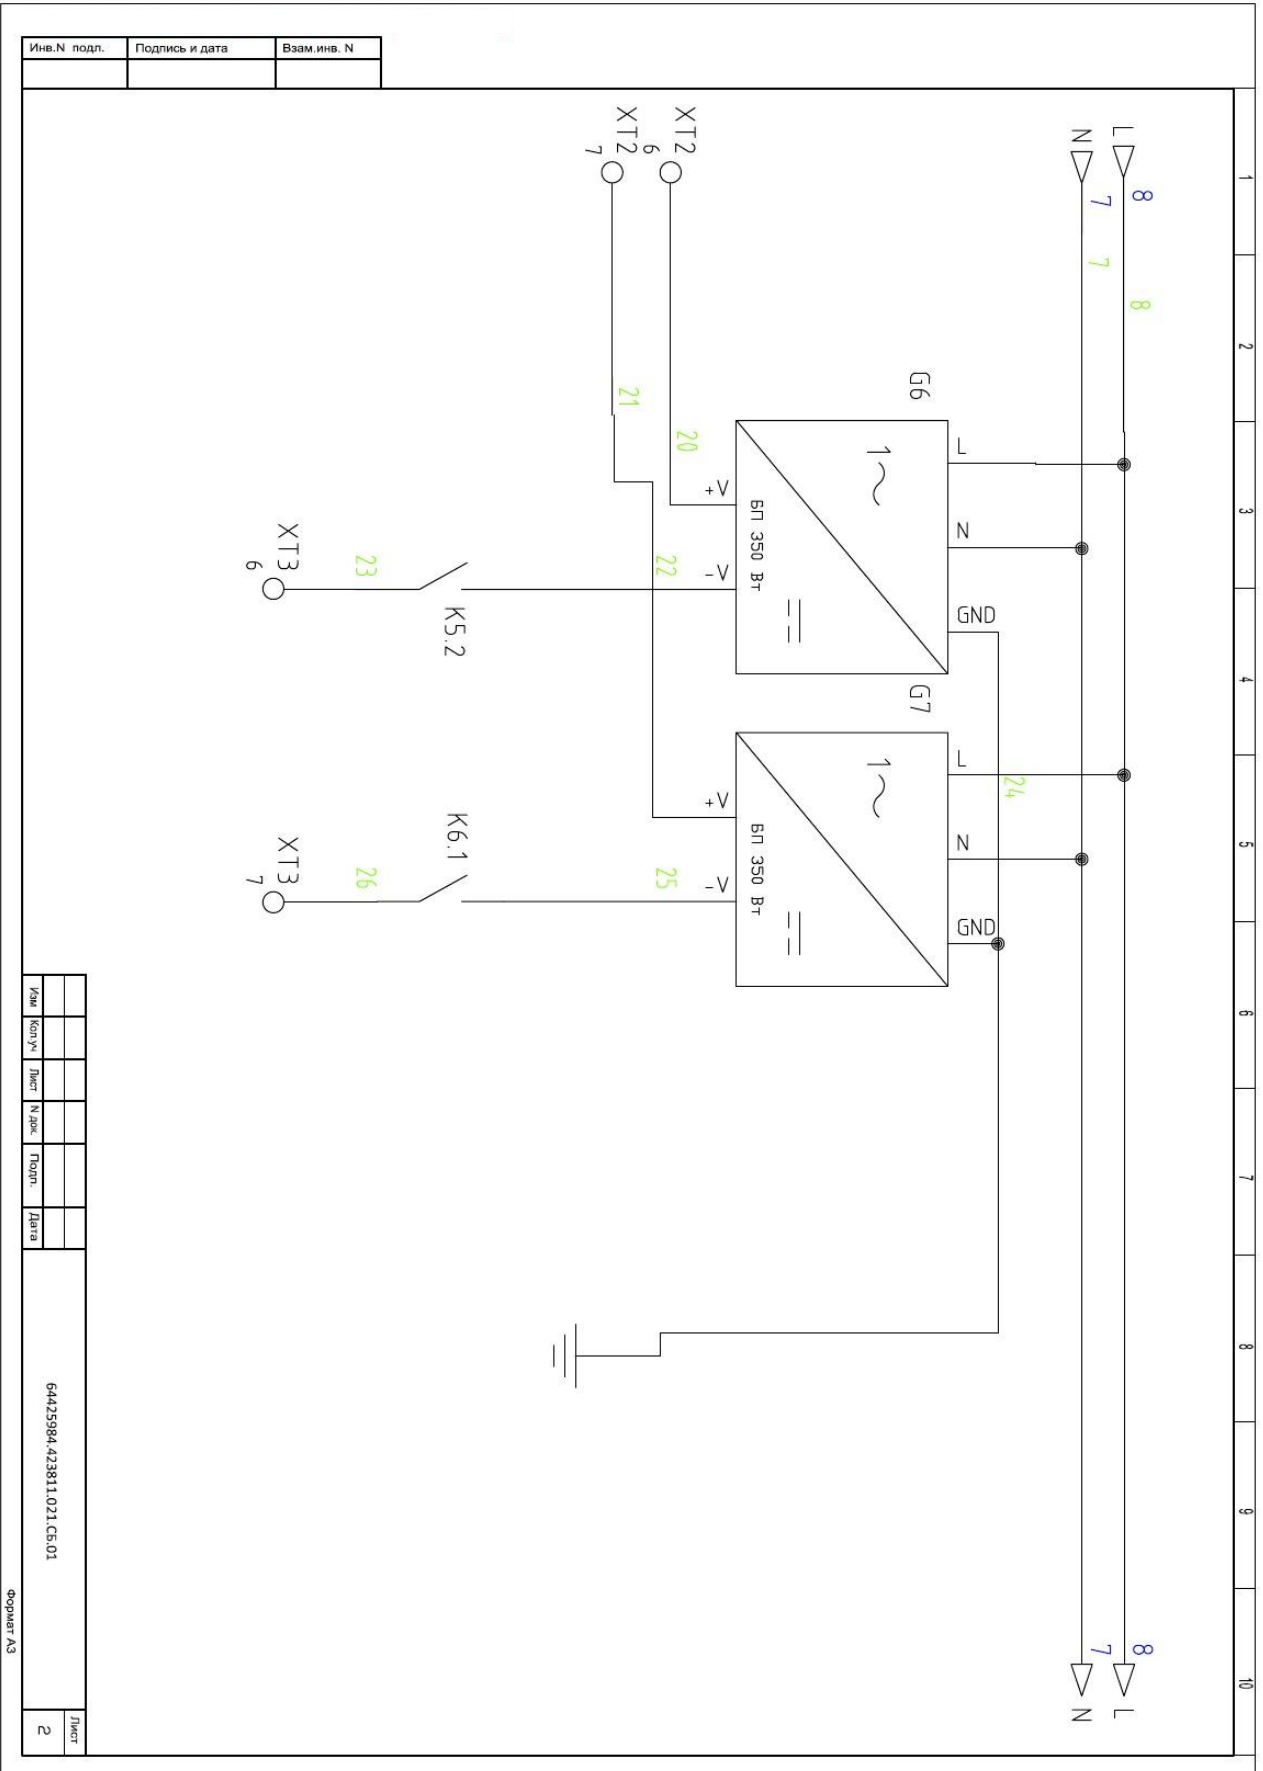 Инв.N подл.
Подпись и дата
Взам.инв. N
1
2
3
4
5
6
7
8
9
10
L
8
8
8
L
N
7
7
7
N
XT2
6
XT2
7
21
20
G6
1
L
N
GND
+V
-V
БП 350 Вт
22
K5.2
23
XT3
6
G7
1
L
N
GND
24
+V
-V
БП 350 Вт
25
K6.1
26
XT3
7
Изм
Кол.уч
Лист
N док.
Подп.
Дата
64425984.423811.021.СБ.01
Лист
2
Формат А3